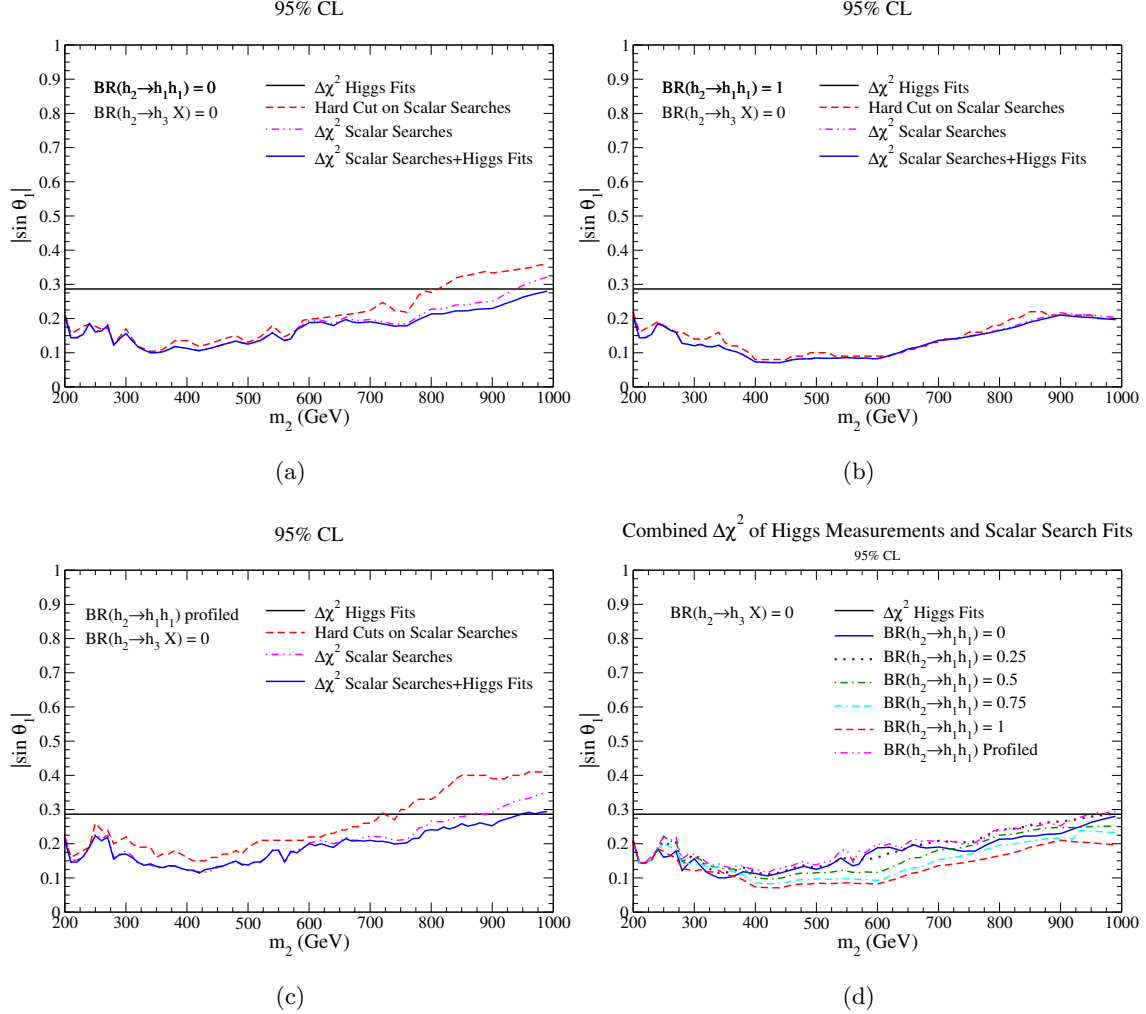 95% CL
BR(h₂→h₁h₁) = 0
BR(h₂→h₃ X) = 0
Δχ² Higgs Fits
Hard Cut on Scalar Searches
Δχ² Scalar Searches
Δχ² Scalar Searches+Higgs Fits
|sin θ₁|
1
0.9
0.8
0.7
0.6
0.5
0.4
0.3
0.2
0.1
0
200 300 400 500 600 700 800 900 1000
m₂ (GeV)
(a)
95% CL
BR(h₂→h₁h₁) = 1
BR(h₂→h₃ X) = 0
Δχ² Higgs Fits
Hard Cut on Scalar Searches
Δχ² Scalar Searches
Δχ² Scalar Searches+Higgs Fits
|sin θ₁|
1
0.9
0.8
0.7
0.6
0.5
0.4
0.3
0.2
0.1
0
200 300 400 500 600 700 800 900 1000
m₂ (GeV)
(b)
95% CL
BR(h₂→h₁h₁) profiled
BR(h₂→h₃ X) = 0
Δχ² Higgs Fits
Hard Cuts on Scalar Searches
Δχ² Scalar Searches
Δχ² Scalar Searches+Higgs Fits
|sin θ₁|
1
0.9
0.8
0.7
0.6
0.5
0.4
0.3
0.2
0.1
0
200 300 400 500 600 700 800 900 1000
m₂ (GeV)
(c)
Combined Δχ² of Higgs Measurements and Scalar Search Fits
95% CL
BR(h₂→h₃ X) = 0
Δχ² Higgs Fits
BR(h₂→h₁h₁) = 0
BR(h₂→h₁h₁) = 0.25
BR(h₂→h₁h₁) = 0.5
BR(h₂→h₁h₁) = 0.75
BR(h₂→h₁h₁) = 1
BR(h₂→h₁h₁) Profiled
|sin θ₁|
1
0.9
0.8
0.7
0.6
0.5
0.4
0.3
0.2
0.1
0
200 300 400 500 600 700 800 900 1000
m₂ (GeV)
(d)